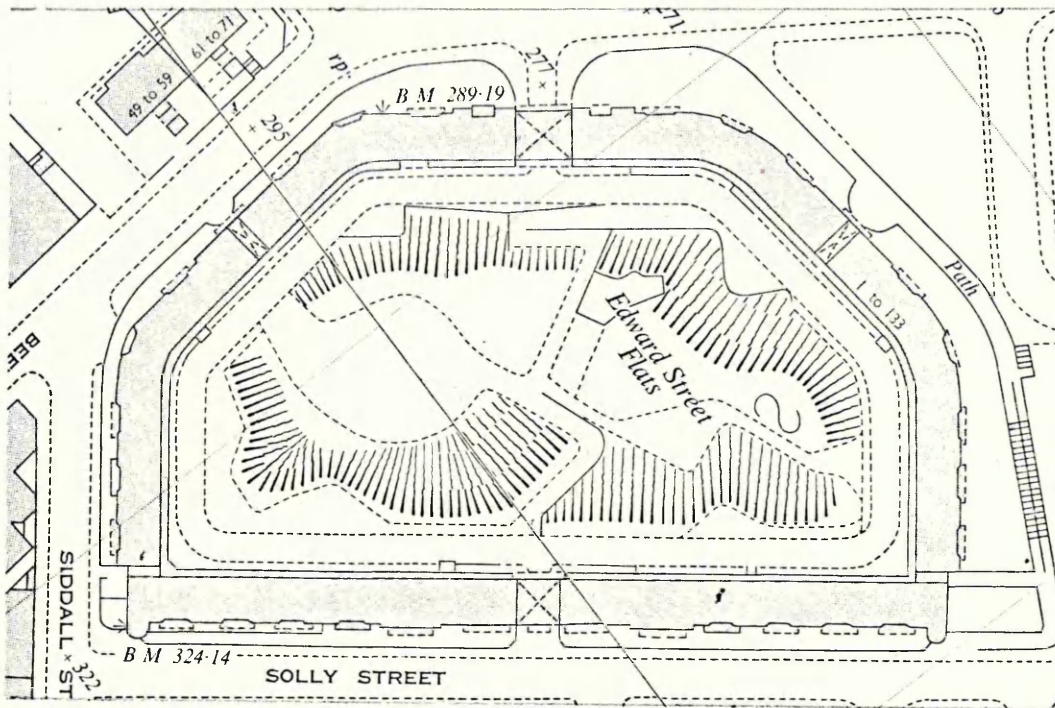 61 to 71
49 to 59
rp.
277
271
295
B M 289·19
Path
1 to 133
Edward Street
Flats
SIDDALL ST
322
B M 324·14
SOLLY STREET